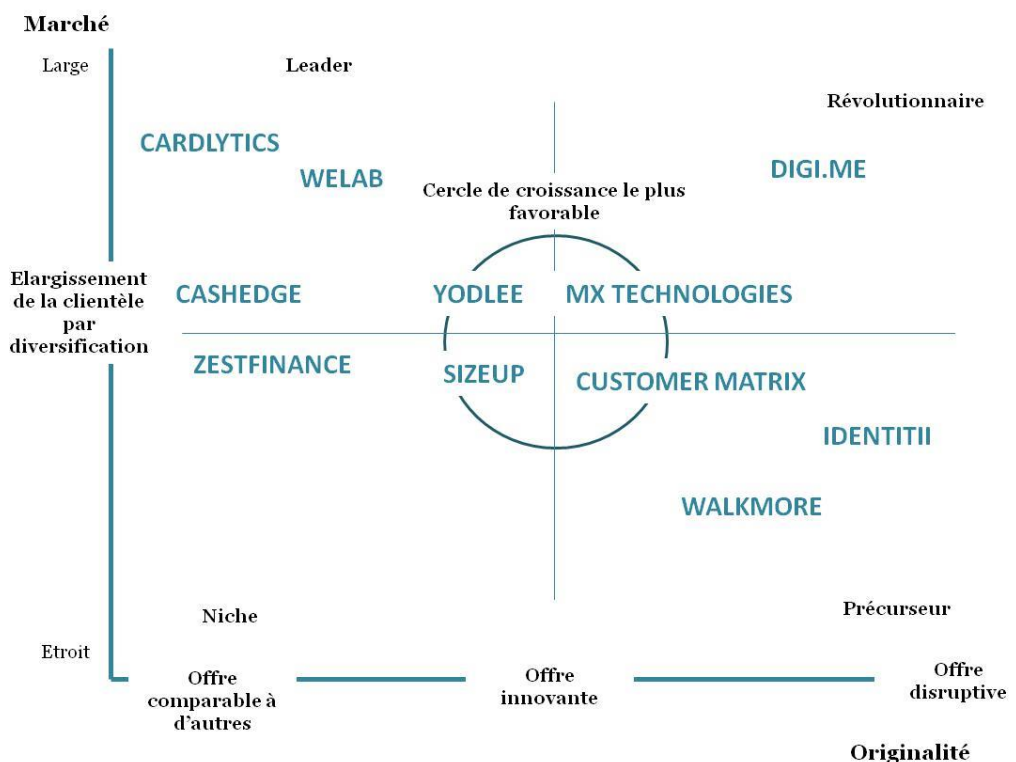 Marché
Large
Leader
Révolutionnaire
CARDLYTICS
WELAB
DIGI.ME
Cercle de croissance le plus
favorable
Elargissement
de la clientèle
par
diversification
CASHEDGE
YODLEE
MX TECHNOLOGIES
ZESTFINANCE
SIZEUP
CUSTOMER MATRIX
IDENTITII
WALKMORE
Niche
Précurseur
Etroit
Offre
comparable à
d’autres
Offre
innovante
Offre
disruptive
Originalité